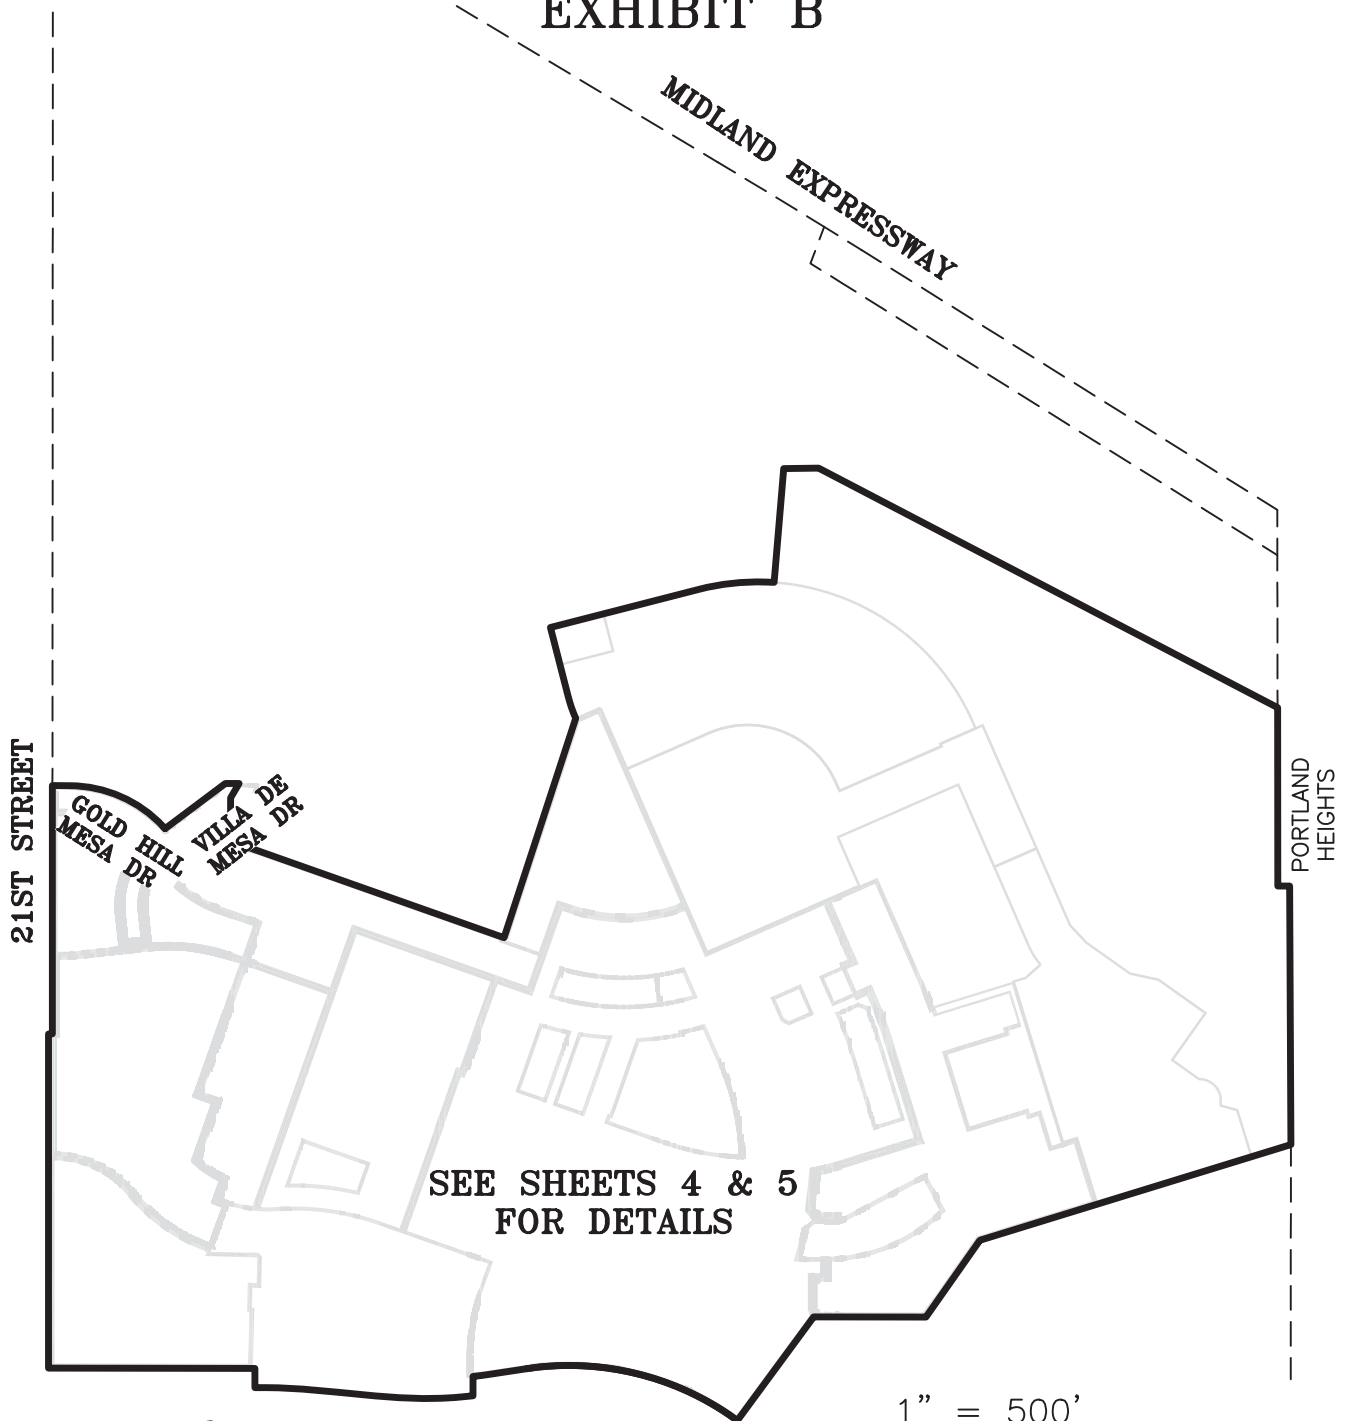 EXHIBIT B
MIDLAND EXPRESSWAY
21ST STREET
GOLD HILL
MESA DR
VILLA DE
MESA DR
PORTLAND
HEIGHTS
SEE SHEETS 4 & 5
FOR DETAILS
1" = 500'